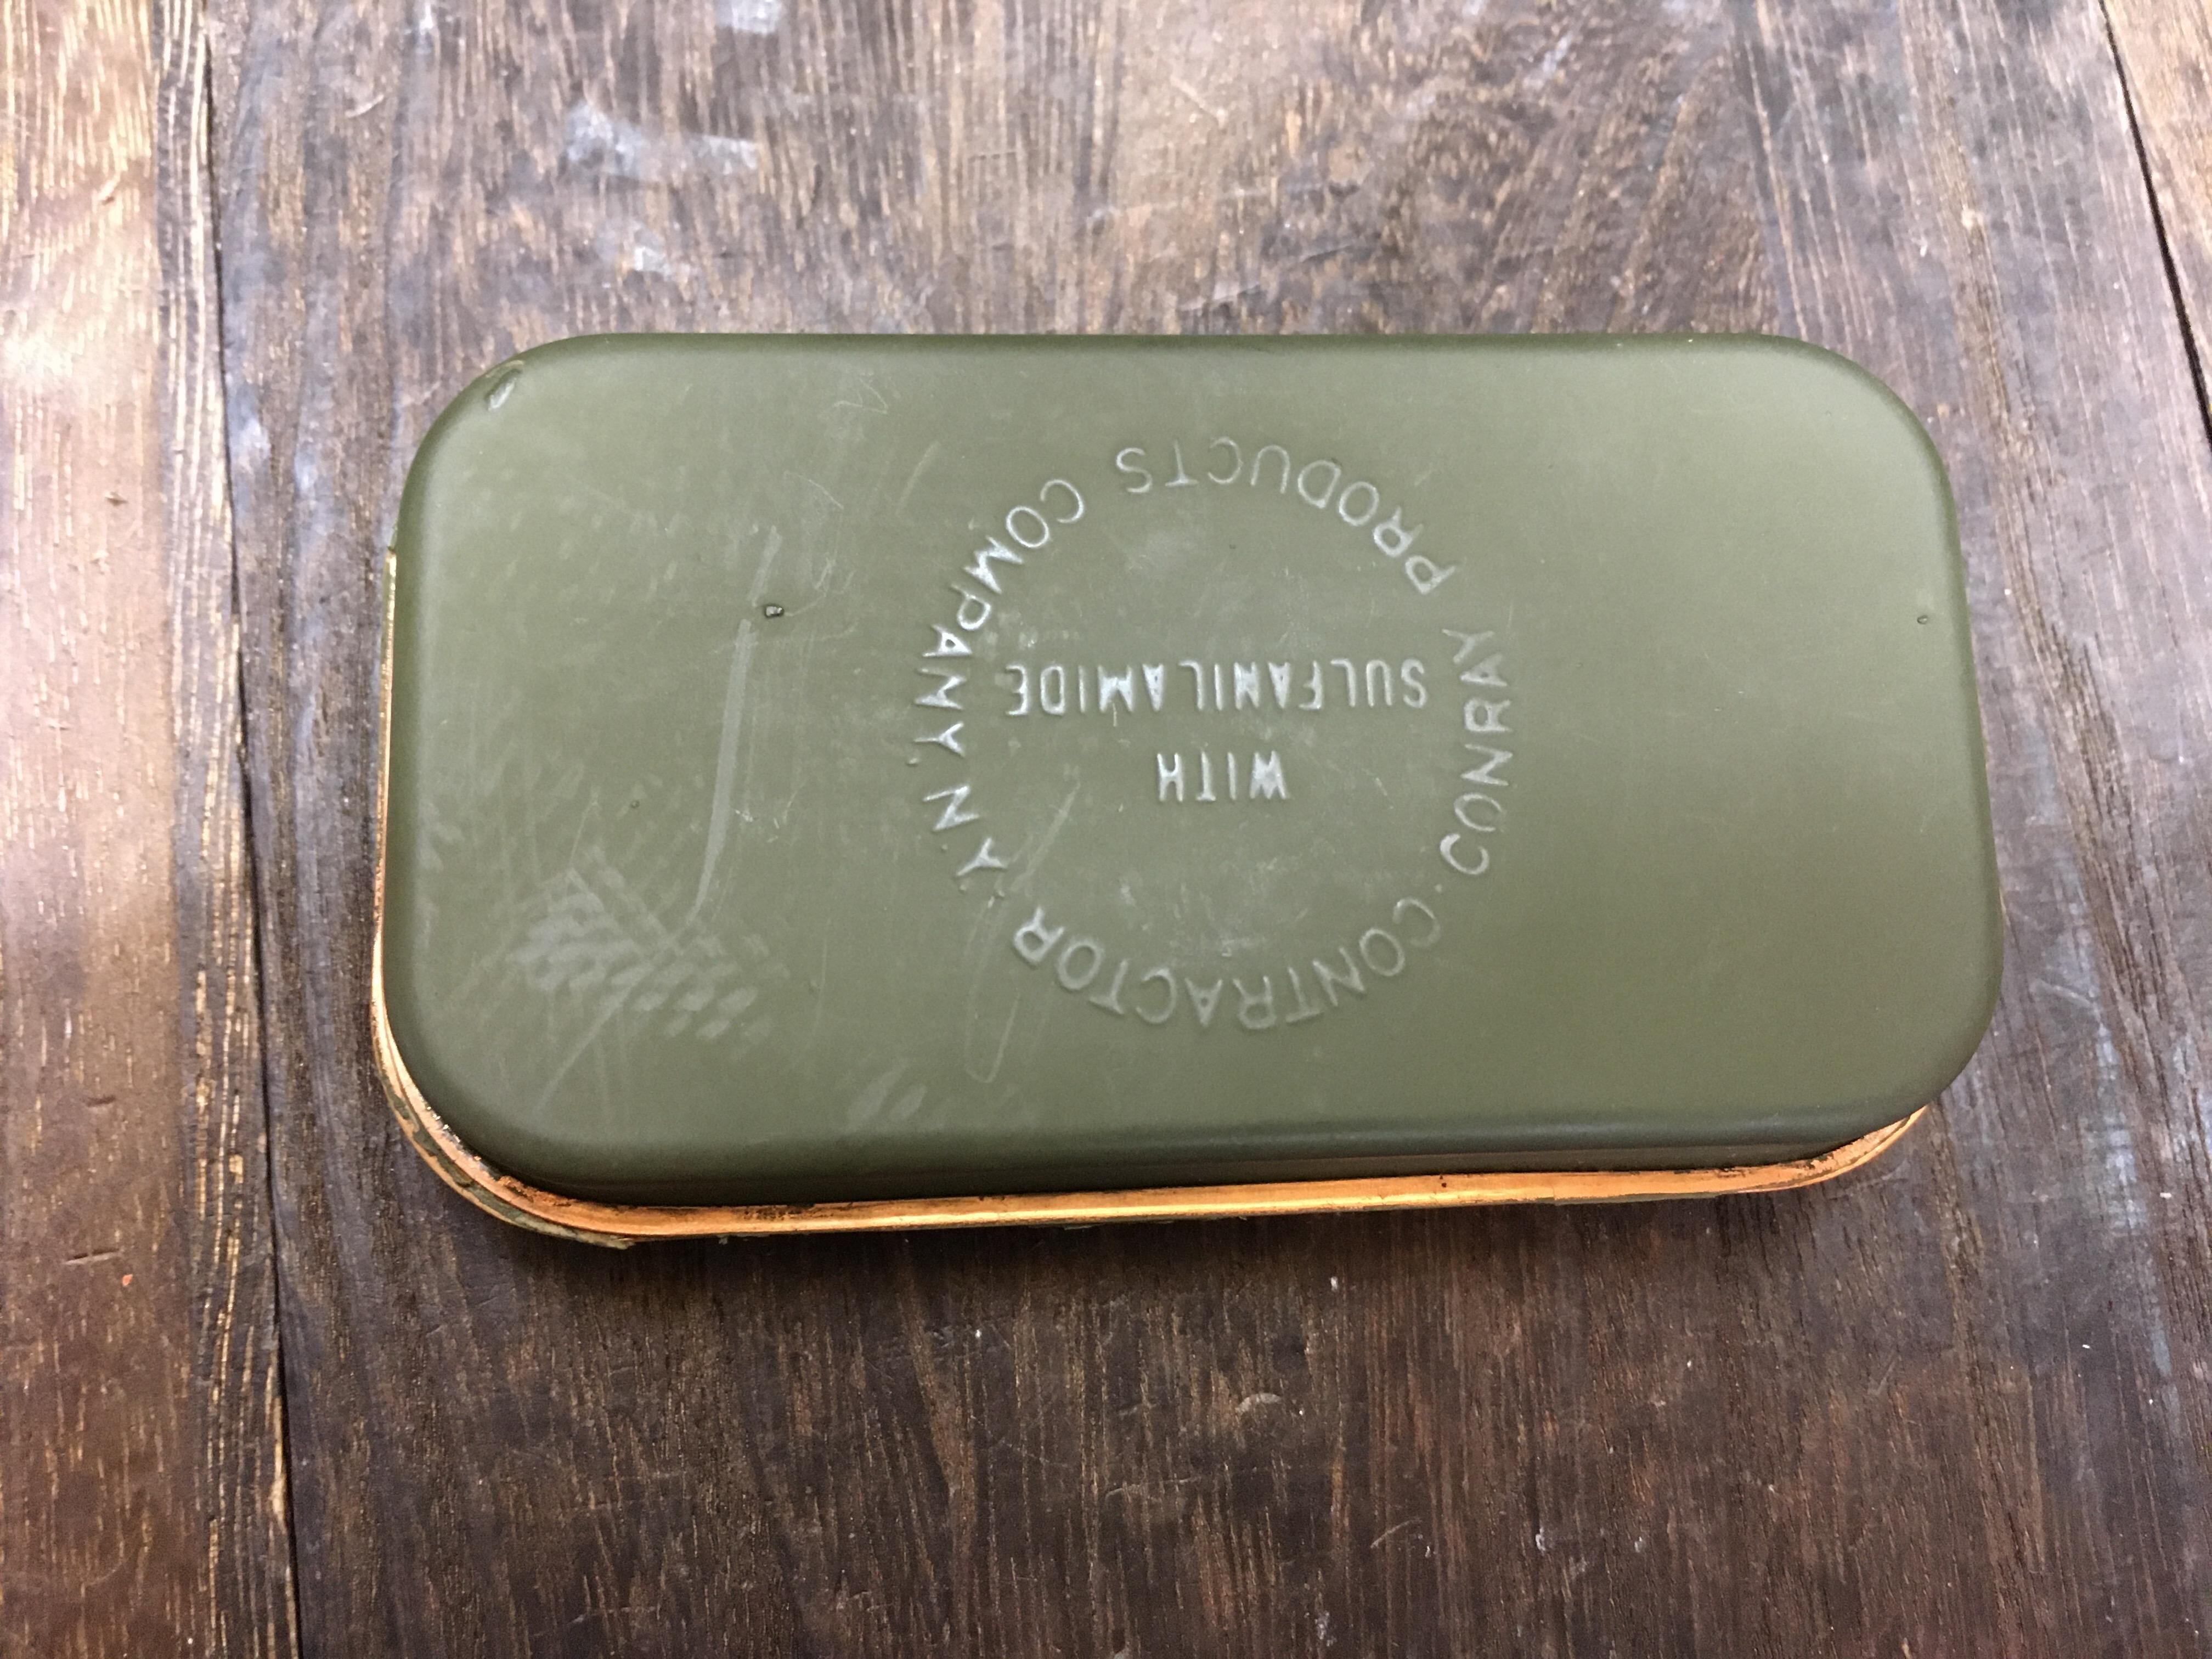 CONTRACTOR CONRAY PRODUCTS COMPANY N.Y.
WITH
SULFANILAMIDE